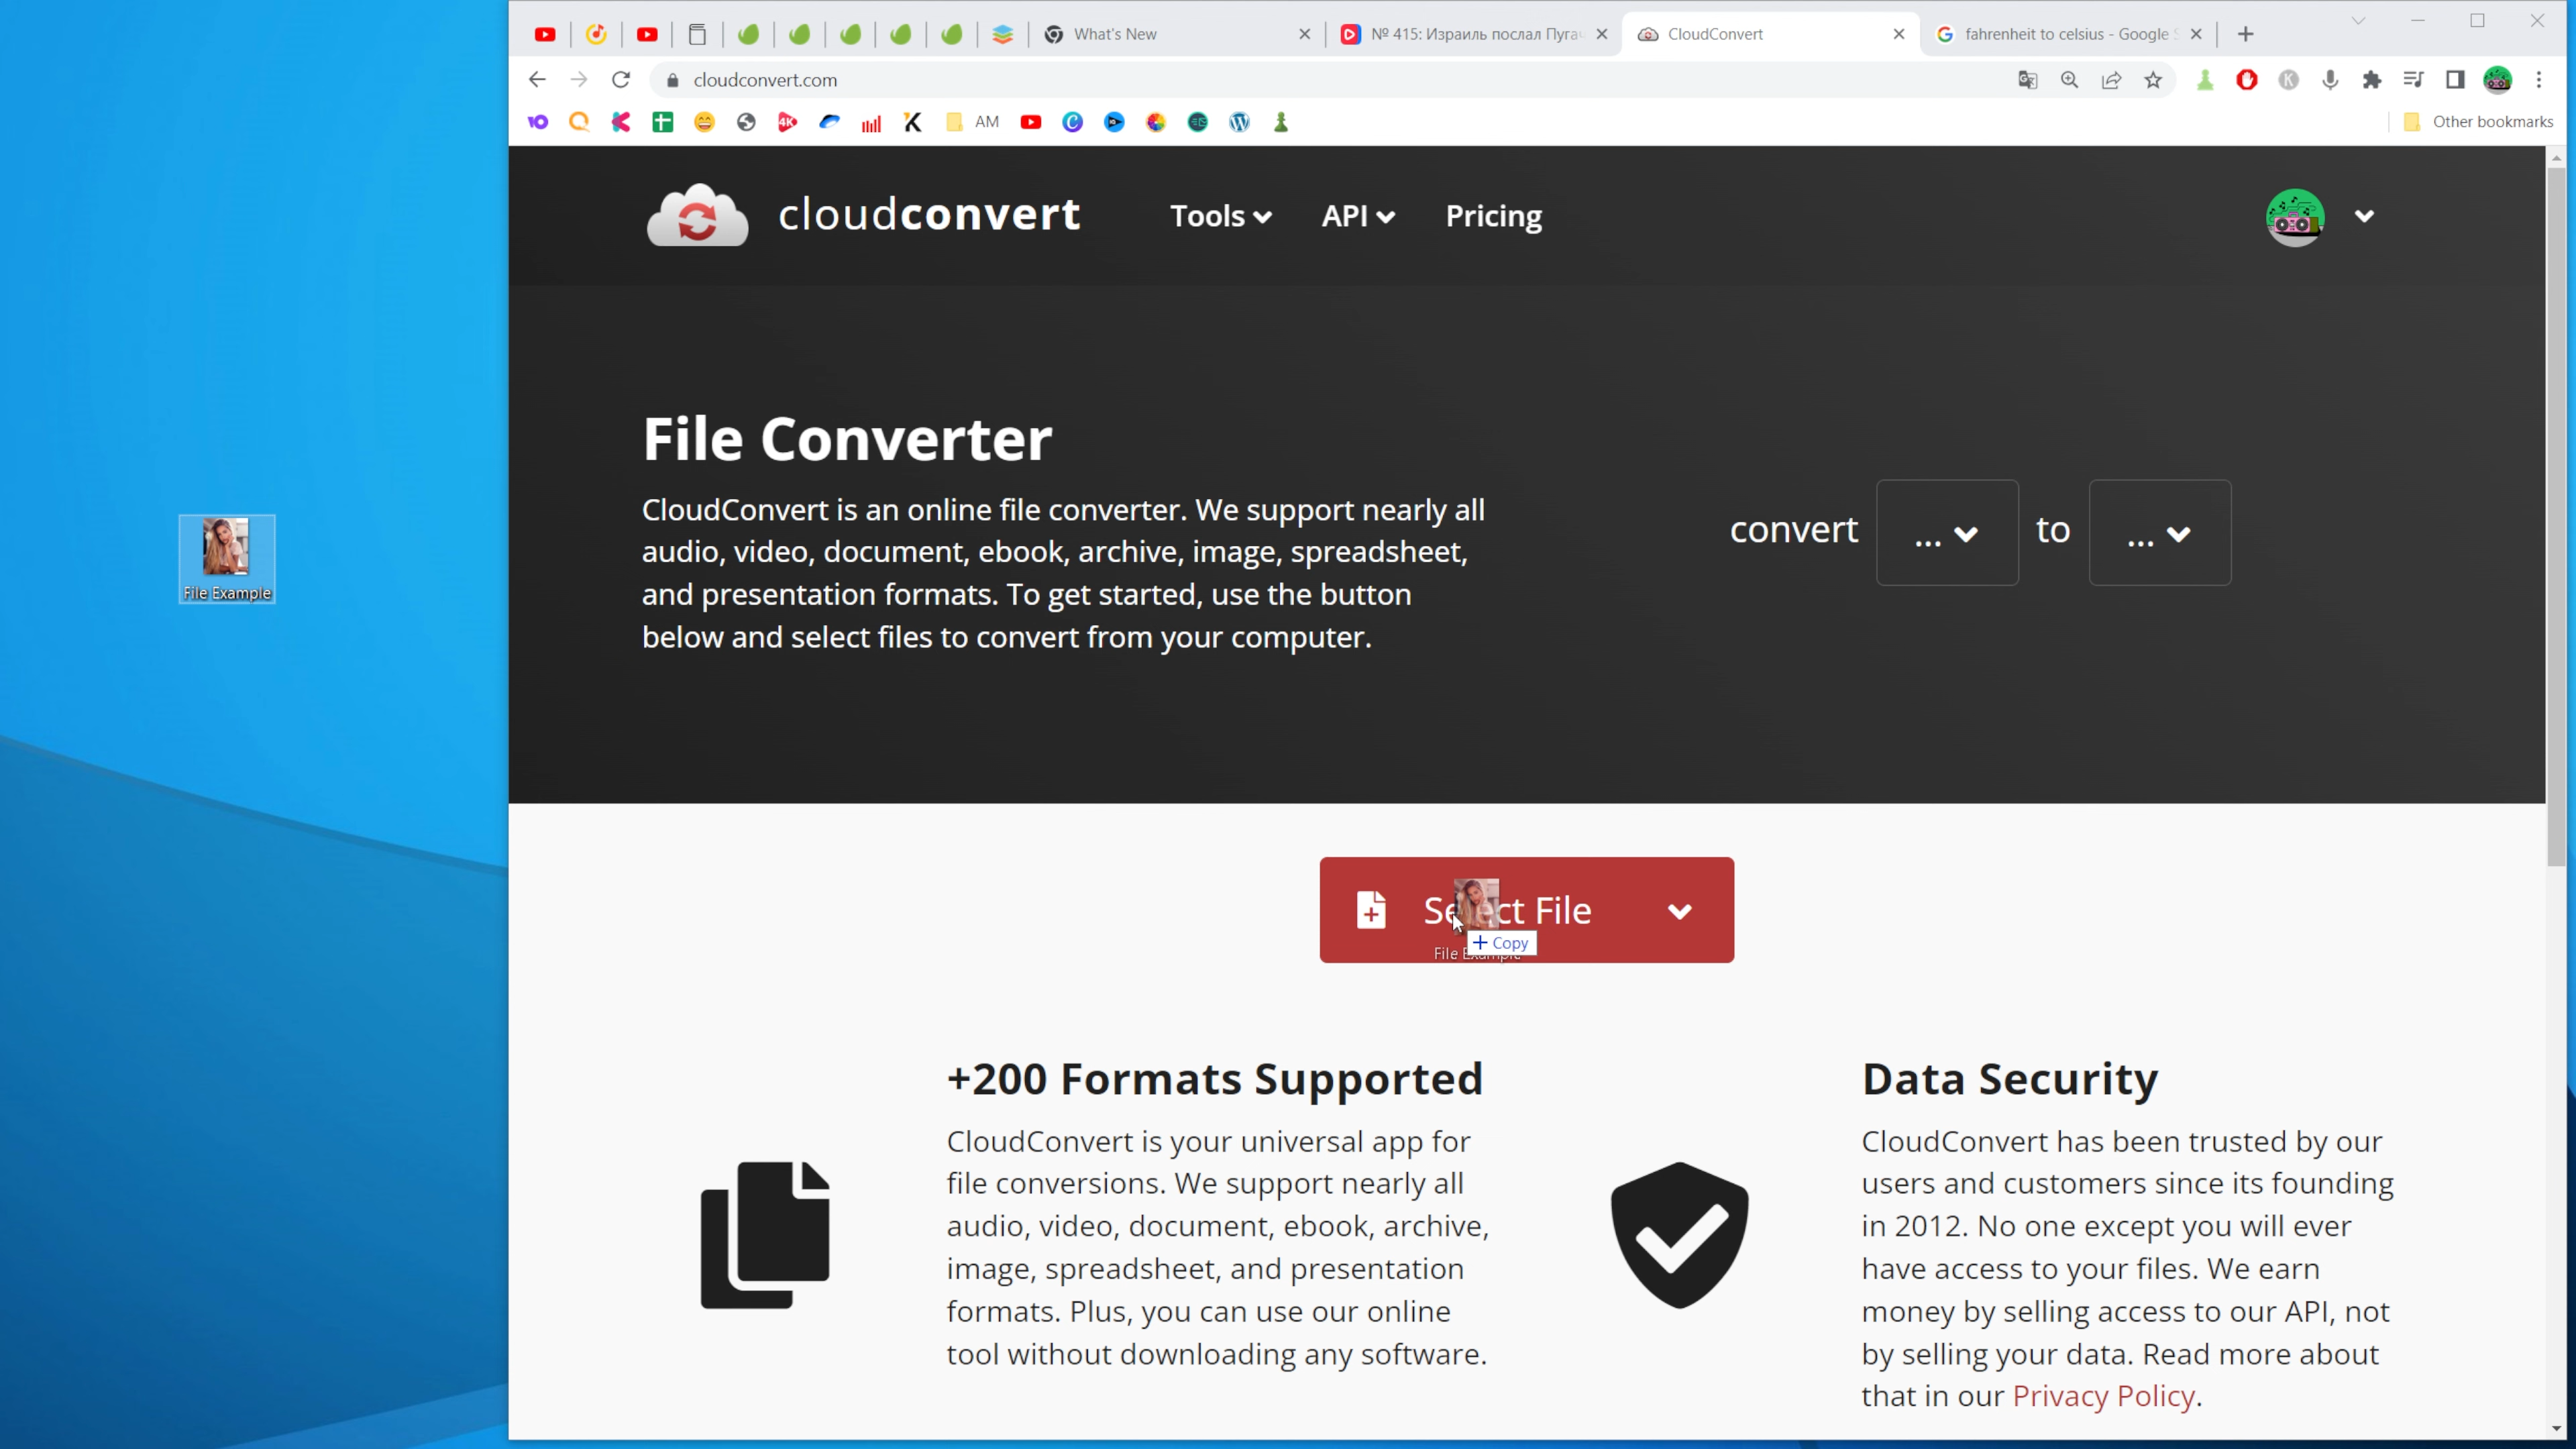 What's New
№ 415: Израиль послал Пугач
CloudConvert
fahrenheit to celsius - Google S
cloudconvert.com
4K
AM
Other bookmarks
cloudconvert
Tools
API
Pricing
File Converter
CloudConvert is an online file converter. We support nearly all
audio, video, document, ebook, archive, image, spreadsheet,
and presentation formats. To get started, use the button
below and select files to convert from your computer.
convert ... to ...
File Example
Select File
+ Copy
File Example
+200 Formats Supported
CloudConvert is your universal app for
file conversions. We support nearly all
audio, video, document, ebook, archive,
image, spreadsheet, and presentation
formats. Plus, you can use our online
tool without downloading any software.
Data Security
CloudConvert has been trusted by our
users and customers since its founding
in 2012. No one except you will ever
have access to your files. We earn
money by selling access to our API, not
by selling your data. Read more about
that in our Privacy Policy.